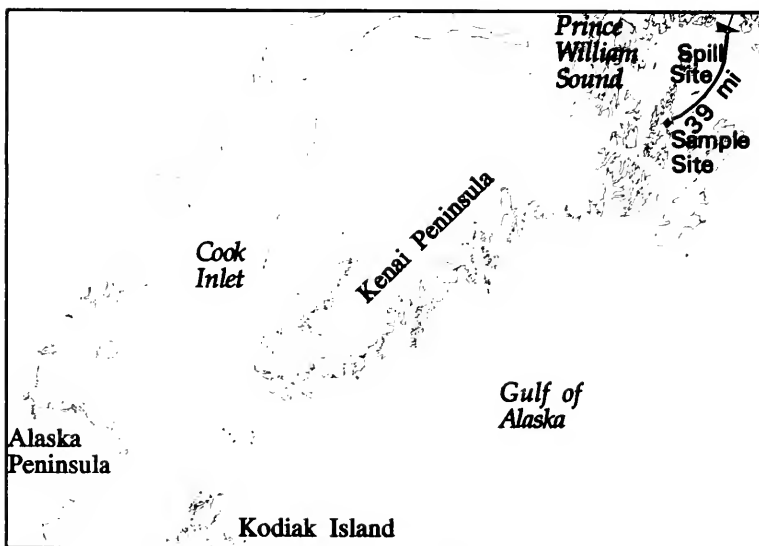 Prince
William
Sound
Spill
Site
39 mi
Sample
Site
Kenai Peninsula
Cook
Inlet
Gulf of
Alaska
Alaska
Peninsula
Kodiak Island